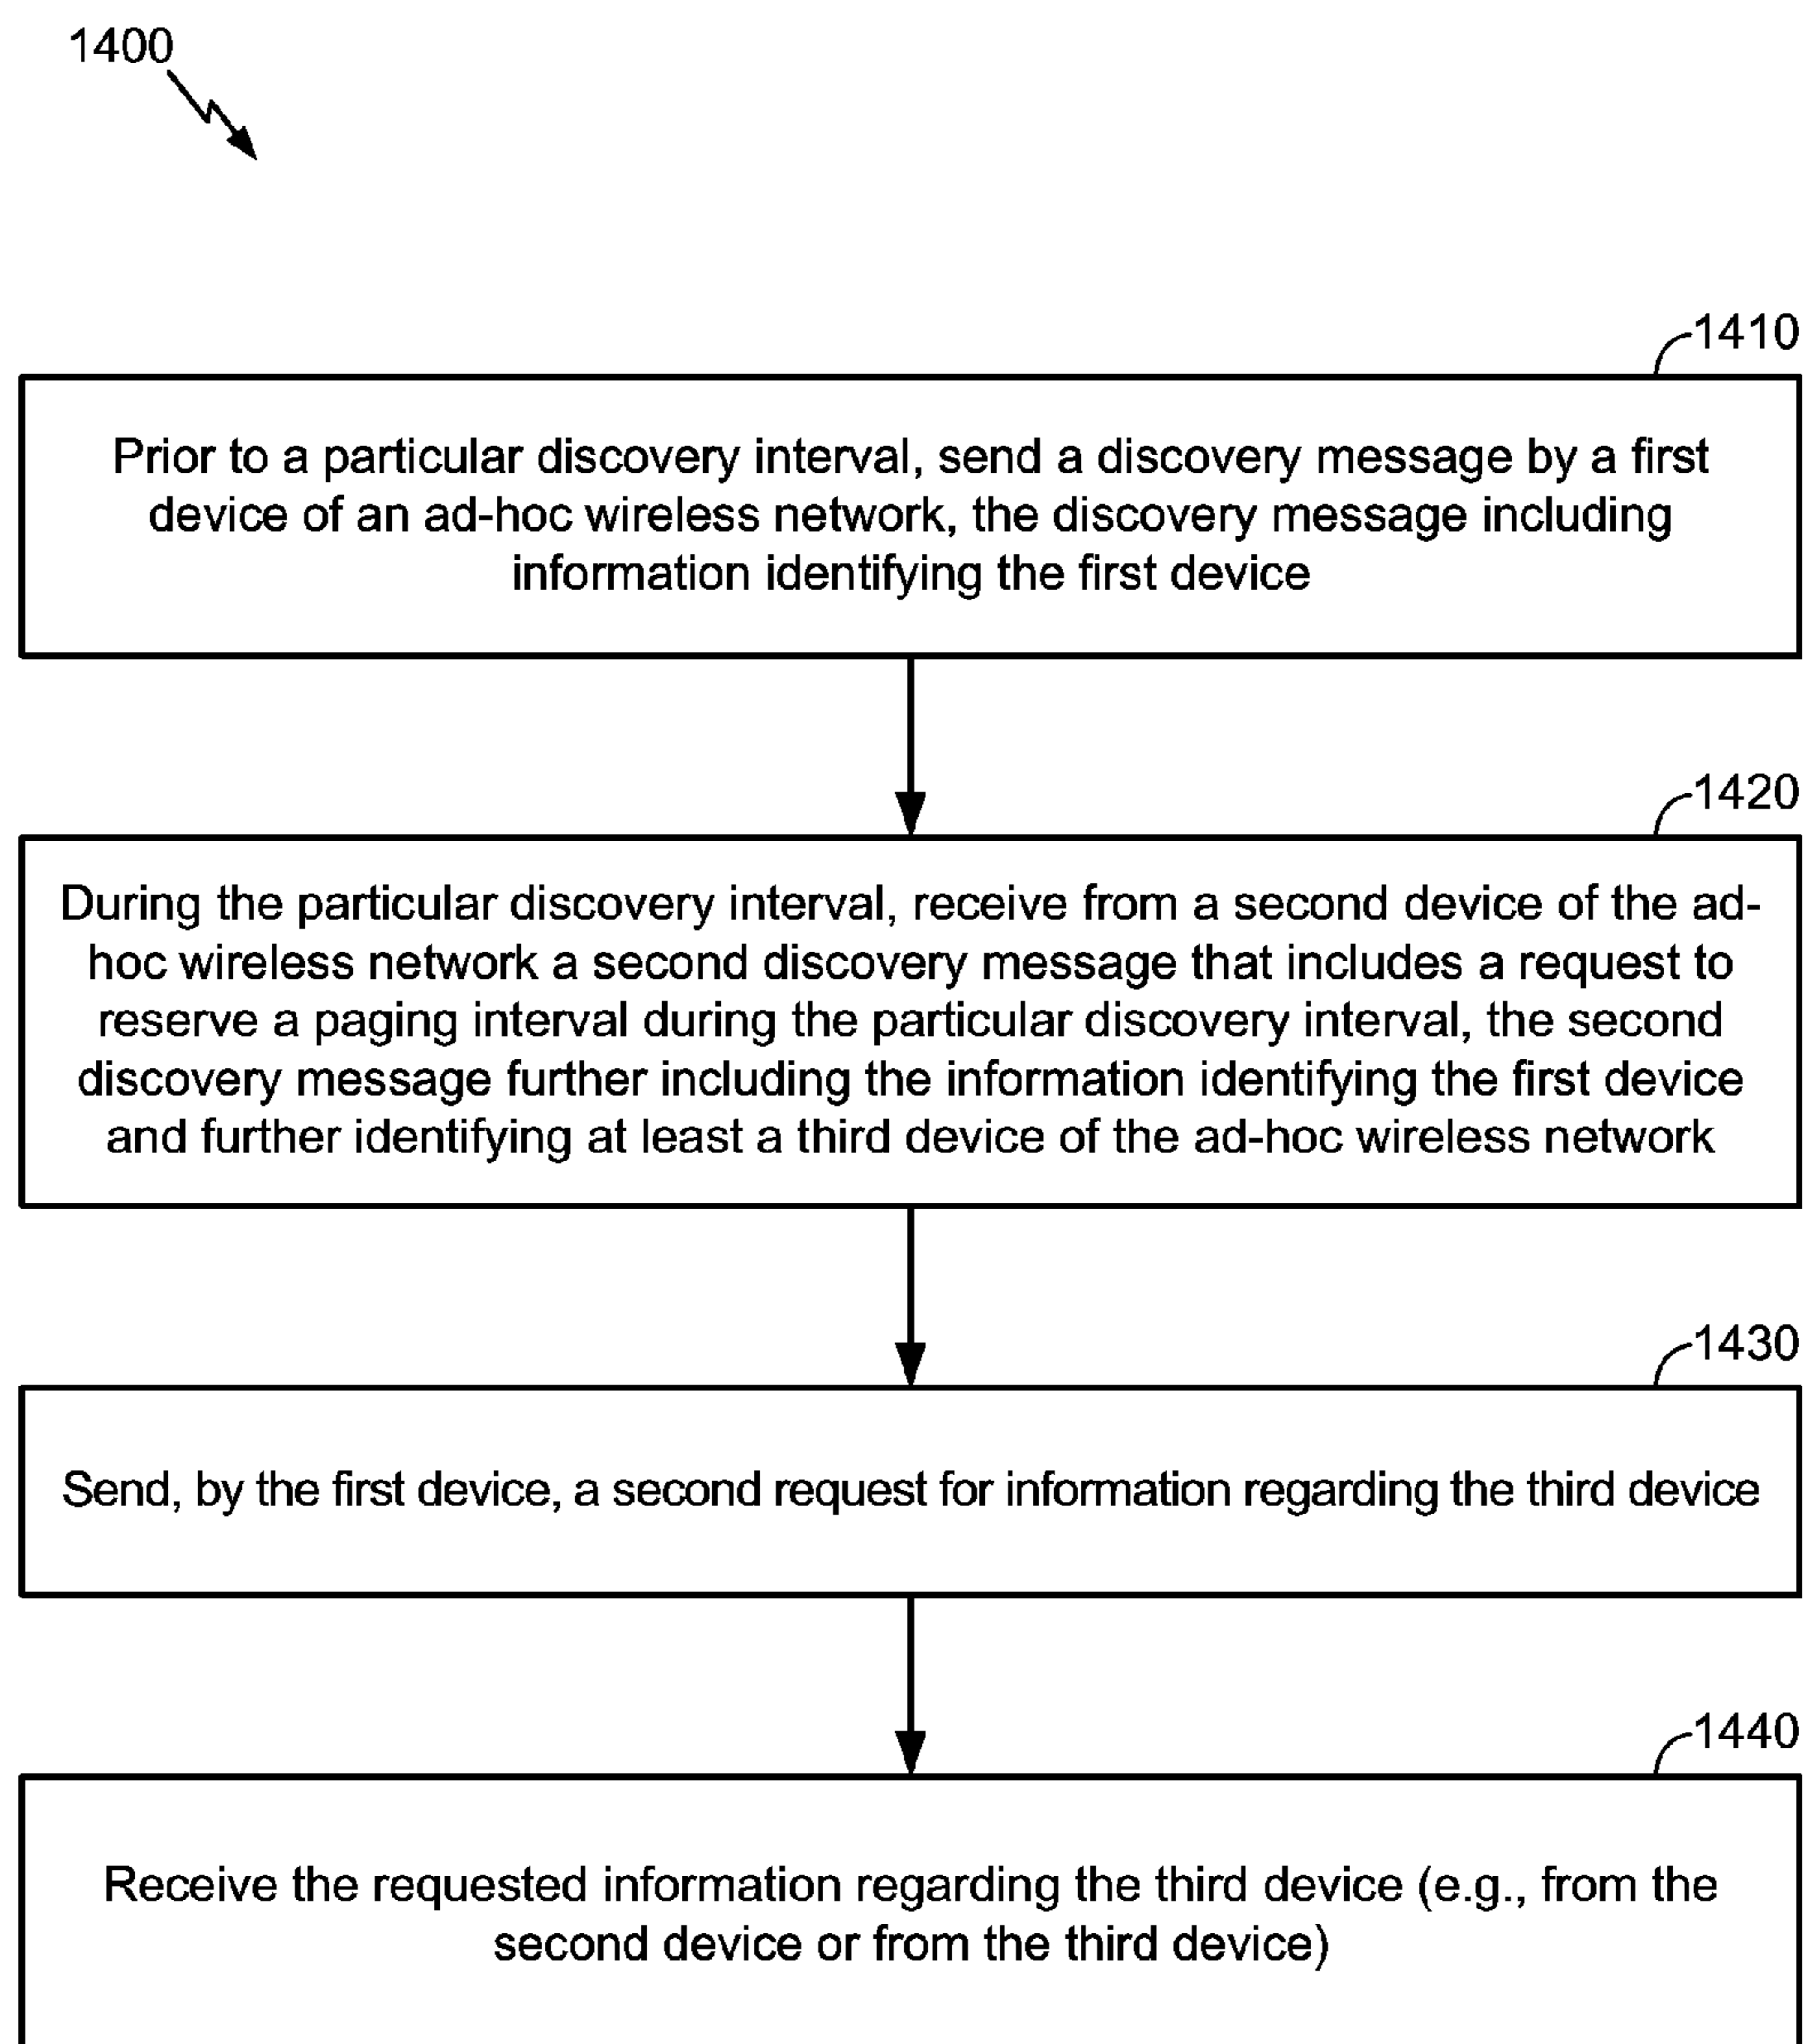 1400
1410
Prior to a particular discovery interval, send a discovery message by a first
device of an ad-hoc wireless network, the discovery message including
information identifying the first device
1420
During the particular discovery interval, receive from a second device of the ad-
hoc wireless network a second discovery message that includes a request to
reserve a paging interval during the particular discovery interval, the second
discovery message further including the information identifying the first device
and further identifying at least a third device of the ad-hoc wireless network
1430
Send, by the first device, a second request for information regarding the third device
1440
Receive the requested information regarding the third device (e.g., from the
second device or from the third device)